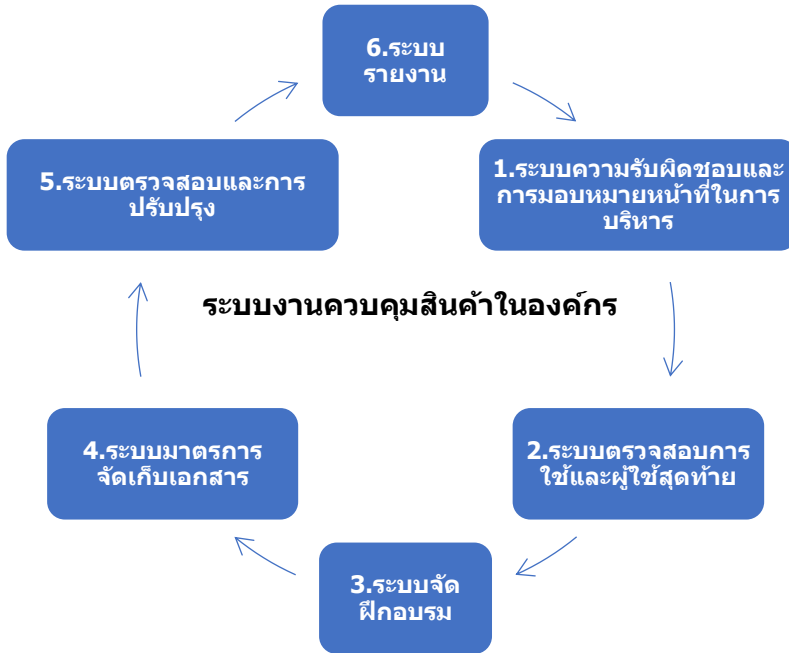 6.ระบบ
รายงาน
1.ระบบความรับผิดชอบและ
การมอบหมายหน้าที่ในการ
บริหาร
2.ระบบตรวจสอบการ
ใช้และผู้ใช้สุดท้าย
3.ระบบจัด
ฝึกอบรม
4.ระบบมาตรการ
จัดเก็บเอกสาร
5.ระบบตรวจสอบและการ
ปรับปรุง
ระบบงานควบคุมสินค้าในองค์กร